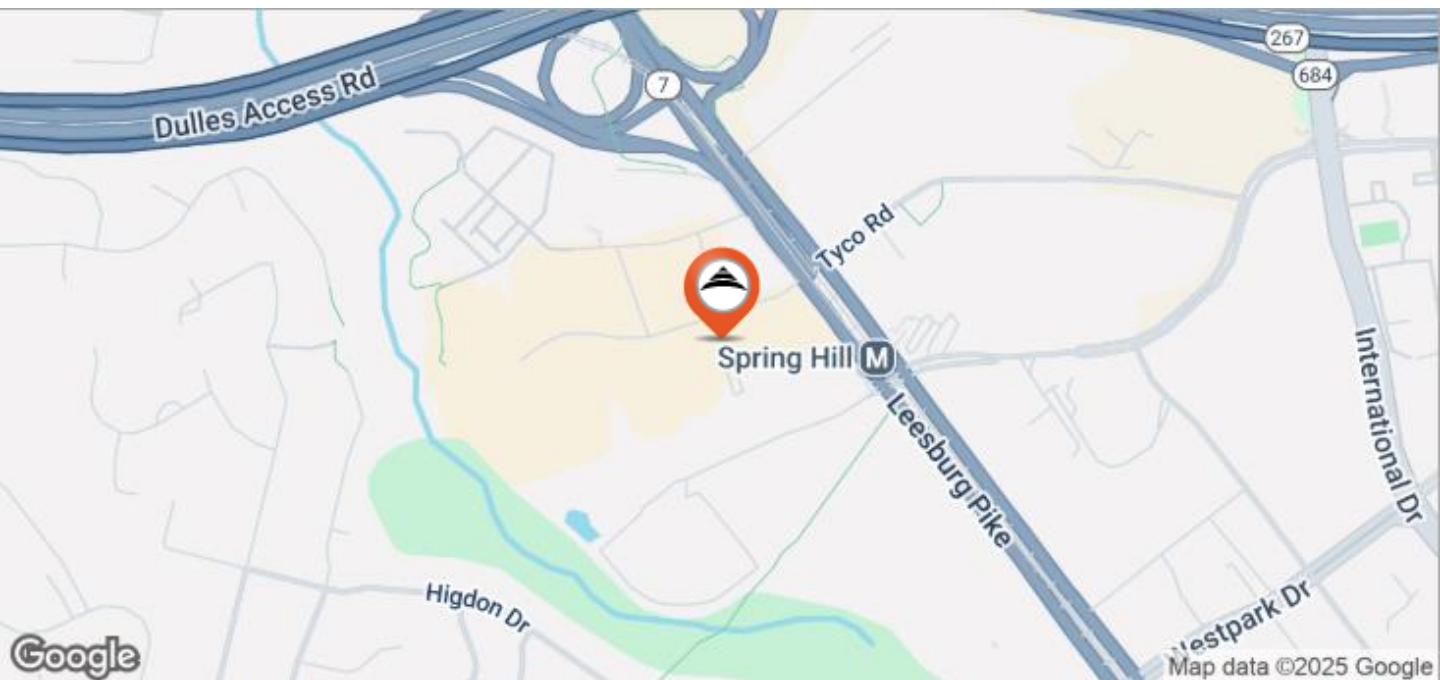 267
684
7
Dulles Access Rd
Tyco Rd
Spring Hill M
International Dr
Leesburg Pike
Higdon Dr
Westpark Dr
Google
Map data ©2025 Google